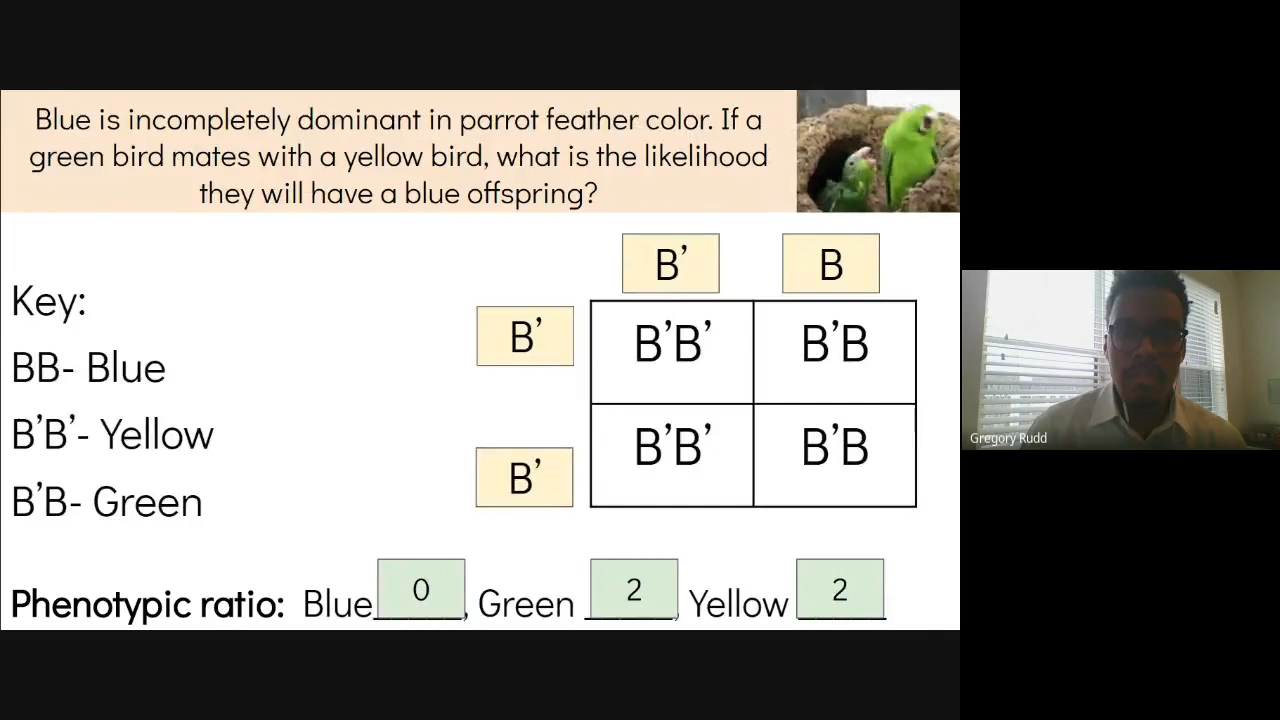 Blue is incompletely dominant in parrot feather color. If a
green bird mates with a yellow bird, what is the likelihood
they will have a blue offspring?
B’ B
Key:
B’ B’B’ B’B
BB- Blue
B’B’- Yellow
B’ B’B’ B’B
B’B- Green
Phenotypic ratio: Blue 0, Green 2, Yellow 2
Gregory Rudd